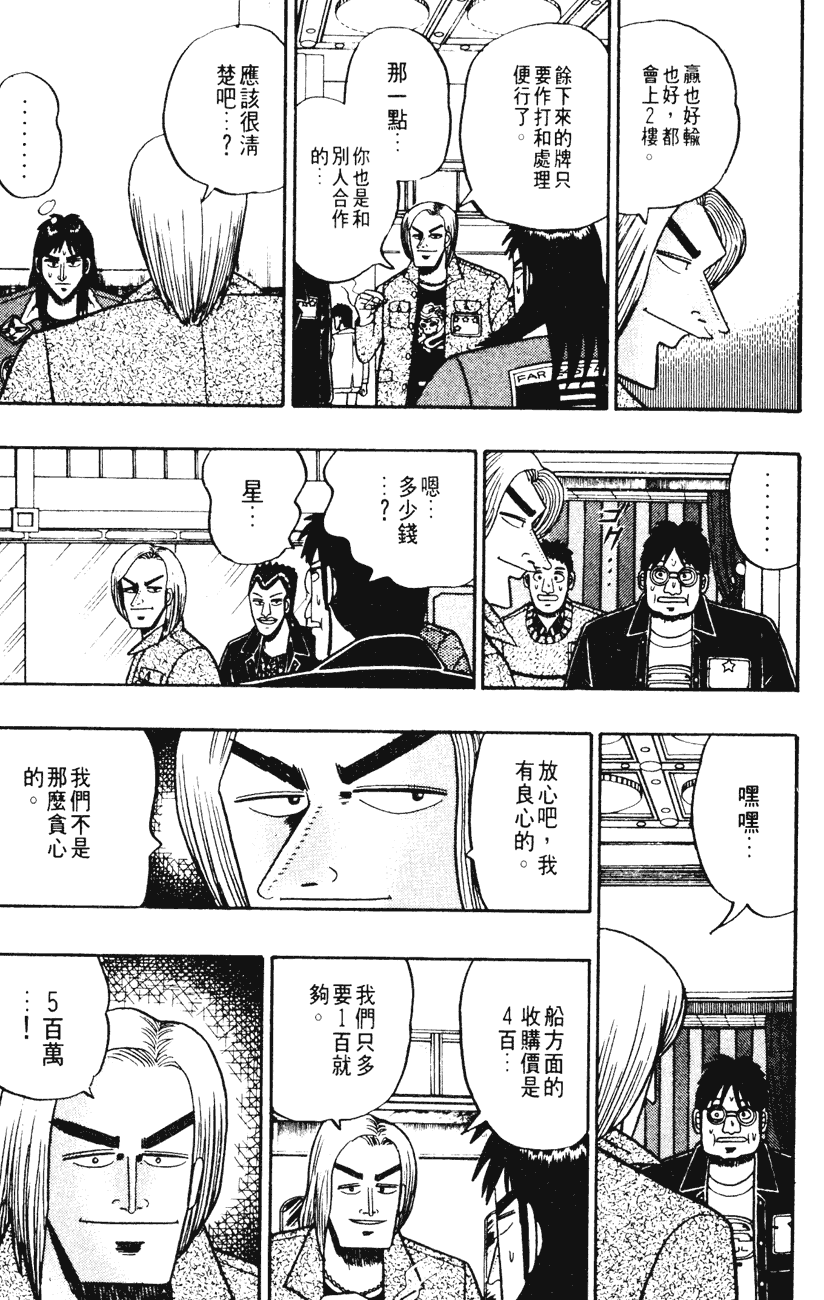 贏也好輸
也好，都
會上2樓。
餘下來的牌只
要作打和處理
便行了。
那一點…
你也是和
別人合作
的…
FAR
應該很清
楚吧…？
………
………
ゴク…
嗯…
多少錢
…？
星…
嘿嘿…
放心吧，我
有良心的。
我們不是
那麼貪心
的。
船方面的
收購價是
4百…
我們只多
要1百就
夠。
5百萬
…！